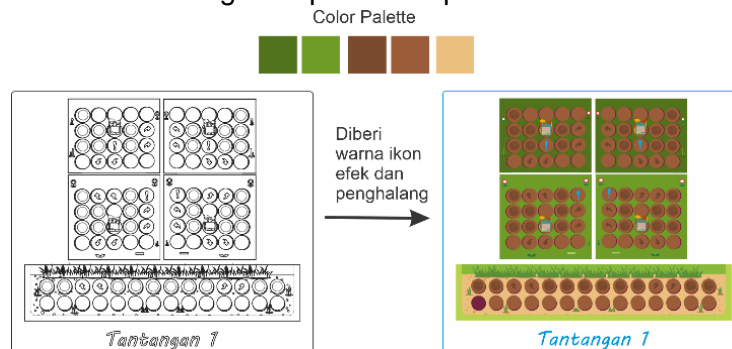 Color Palette
Diberi
warna ikon
efek dan
penghalang
Tantangan 1
Tantangan 1